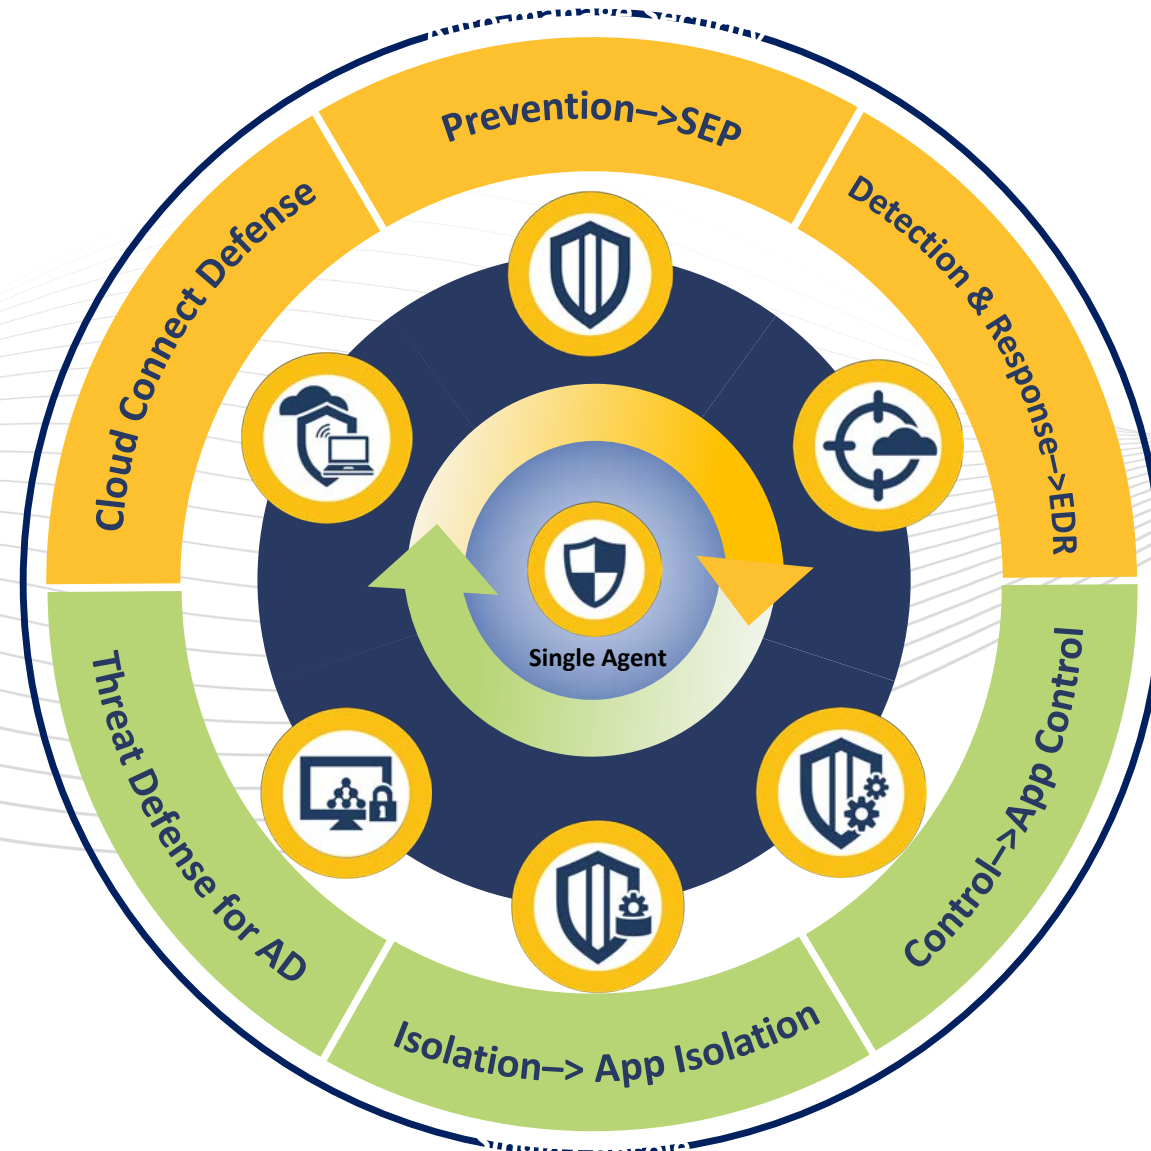 Prevention–>SEP
Detection & Response–>EDR
Control–>App Control
Isolation–> App Isolation
Threat Defense for AD
Cloud Connect Defense
Single Agent